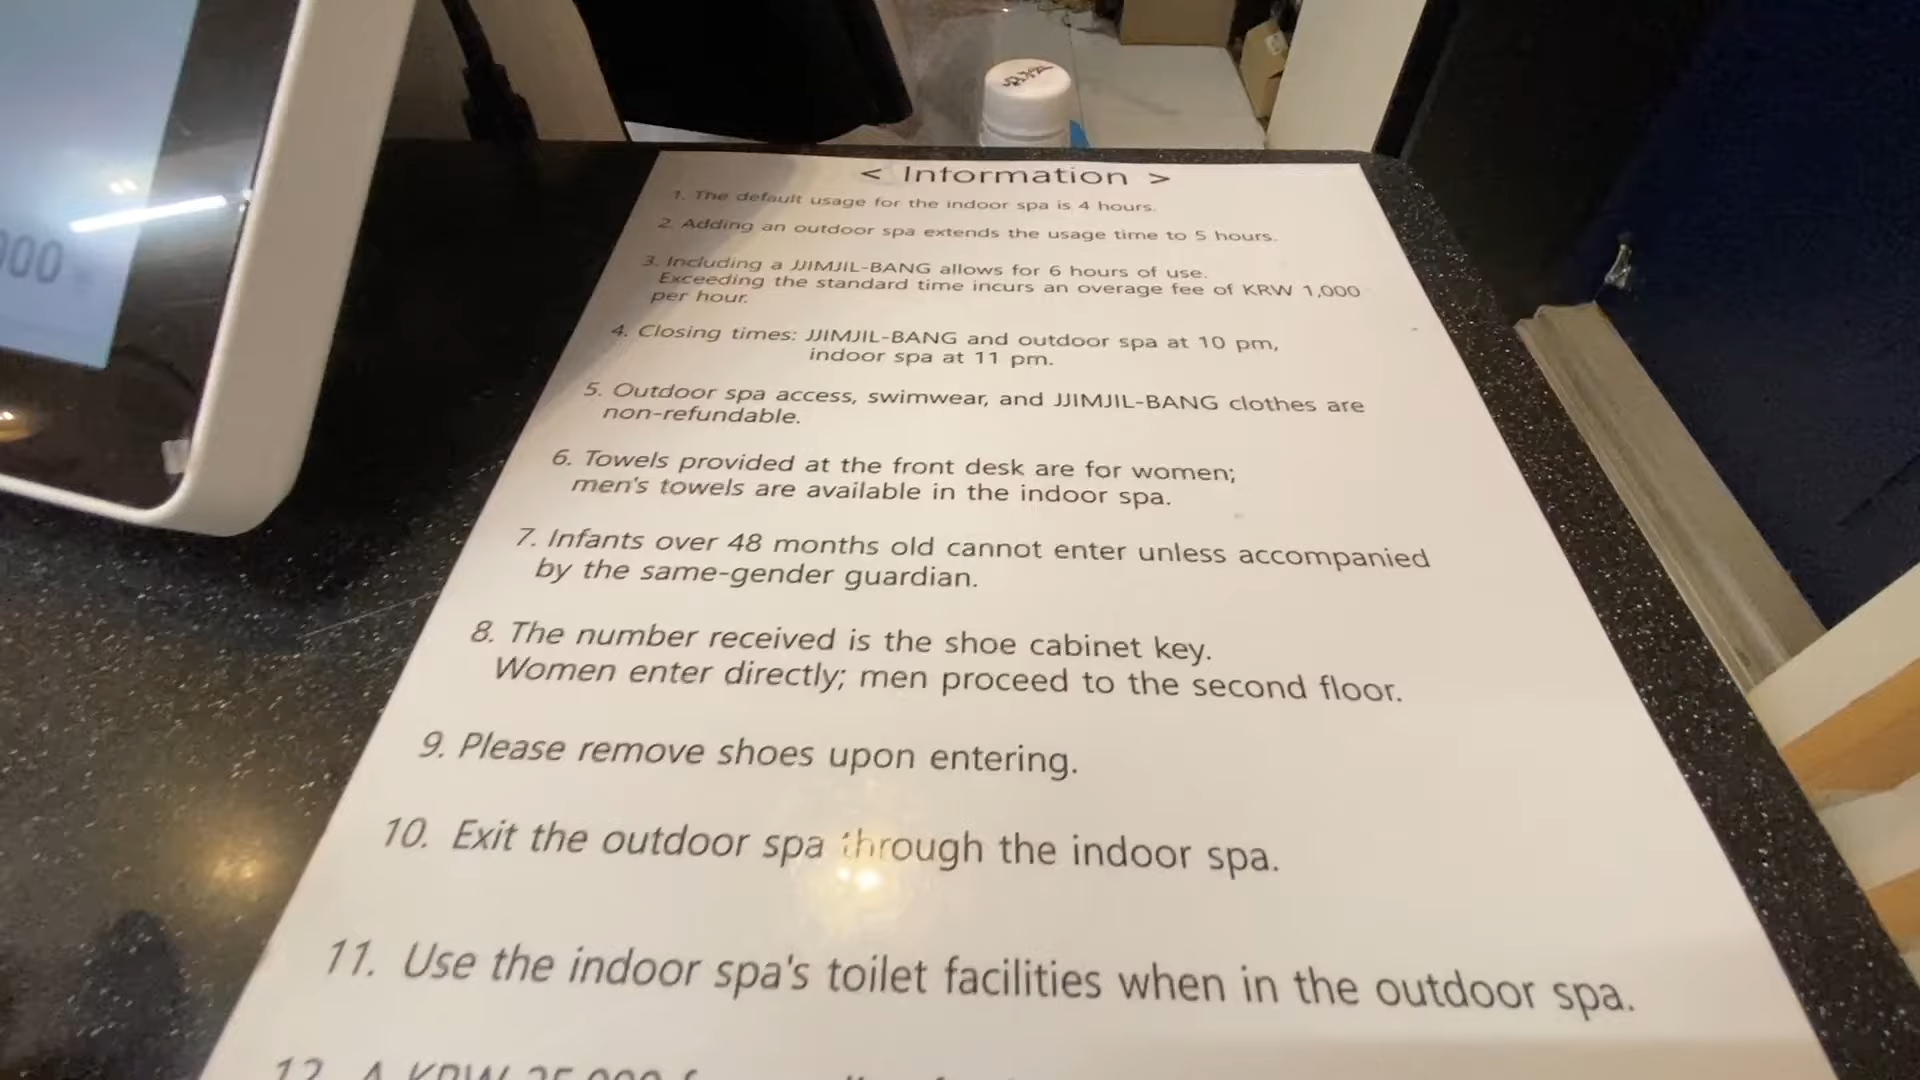 < Information >
1. The default usage for the indoor spa is 4 hours.
2. Adding an outdoor spa extends the usage time to 5 hours.
3. Including a JJIMJIL-BANG allows for 6 hours of use.
Exceeding the standard time incurs an overage fee of KRW 1,000
per hour.
4. Closing times: JJIMJIL-BANG and outdoor spa at 10 pm,
indoor spa at 11 pm.
5. Outdoor spa access, swimwear, and JJIMJIL-BANG clothes are
non-refundable.
6. Towels provided at the front desk are for women;
men's towels are available in the indoor spa.
7. Infants over 48 months old cannot enter unless accompanied
by the same-gender guardian.
8. The number received is the shoe cabinet key.
Women enter directly; men proceed to the second floor.
9. Please remove shoes upon entering.
10. Exit the outdoor spa through the indoor spa.
11. Use the indoor spa's toilet facilities when in the outdoor spa.
12. A KRW 25,000